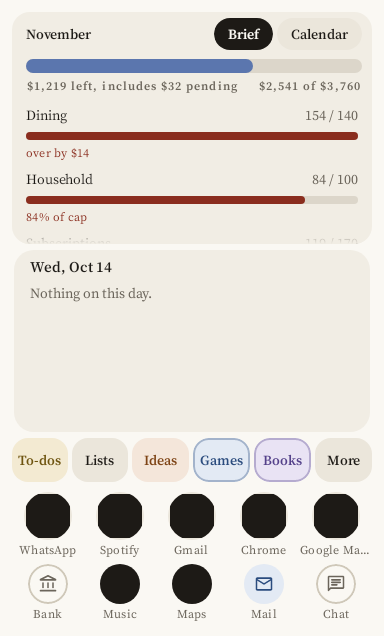 November
Brief
Calendar
$1,219 left, includes $32 pending
$2,541 of $3,760
Dining
154 / 140
over by $14
Household
84 / 100
84% of cap
Subscriptions
Wed, Oct 14
Nothing on this day.
To-dos
Lists
Ideas
Games
Books
More
WhatsApp
Spotify
Gmail
Chrome
Google Ma...
Bank
Music
Maps
Mail
Chat